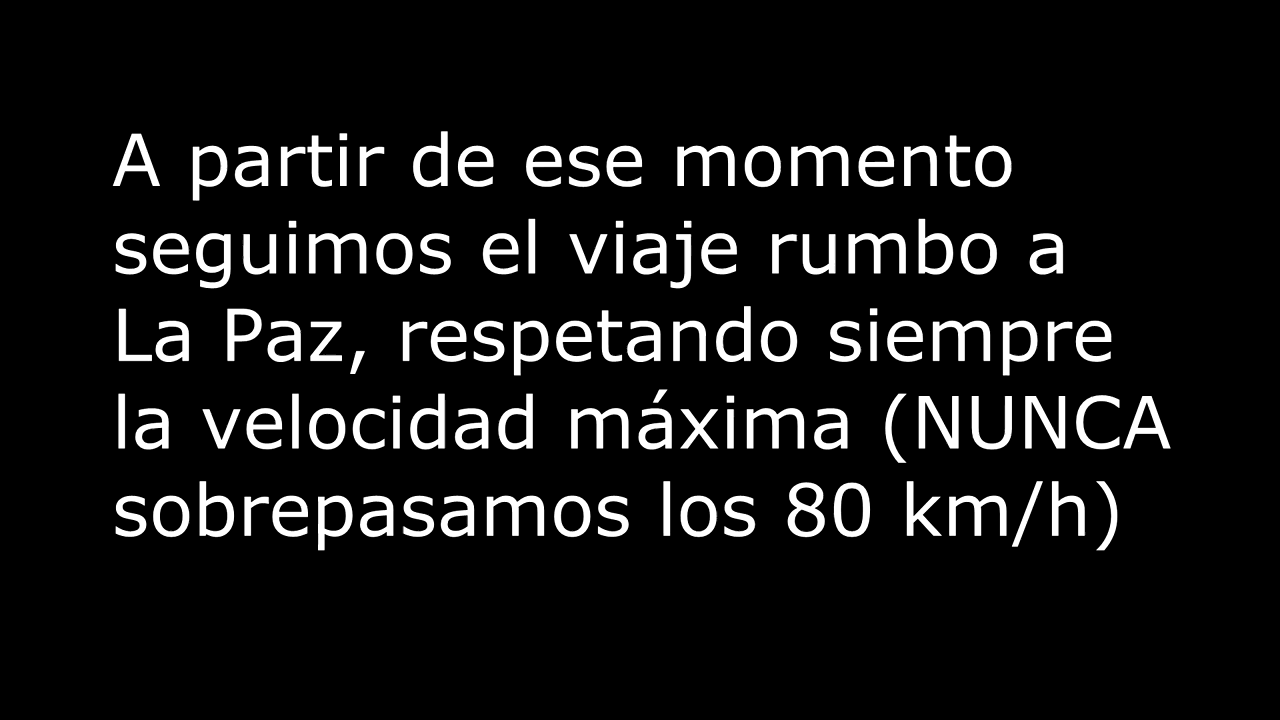 A partir de ese momento
seguimos el viaje rumbo a
La Paz, respetando siempre
la velocidad máxima (NUNCA
sobrepasamos los 80 km/h)